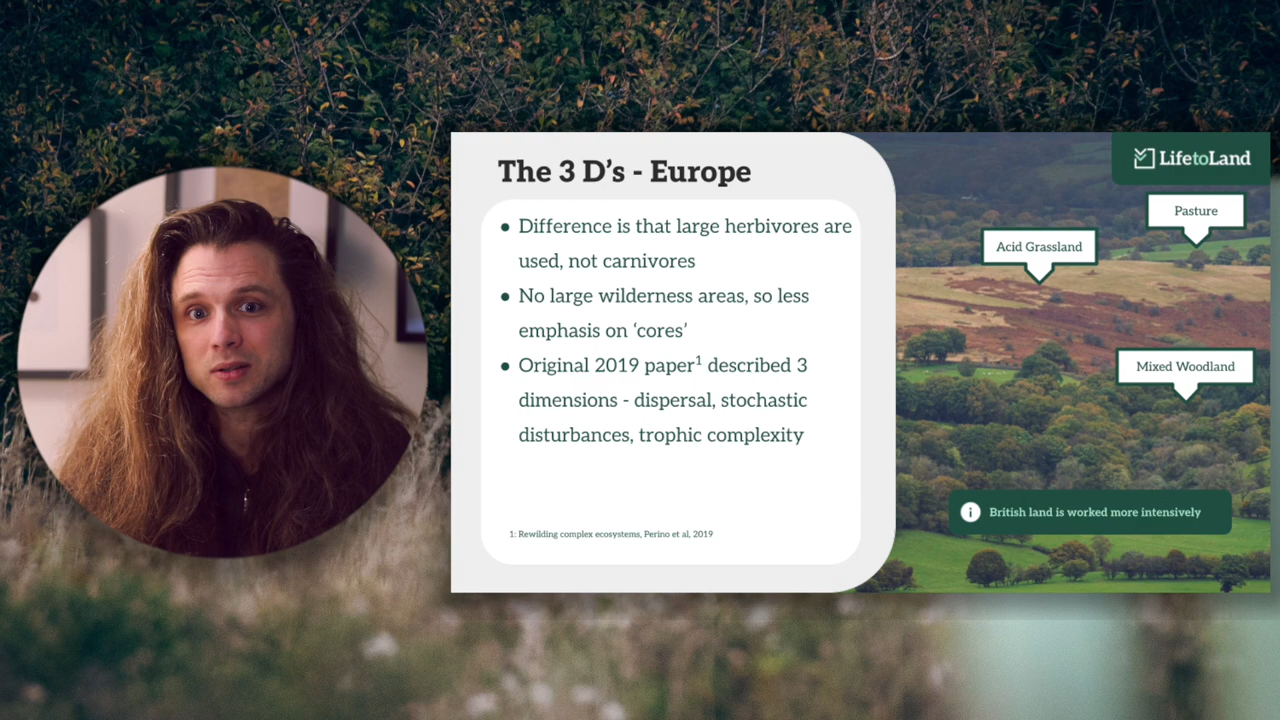 The 3 D’s - Europe
● Difference is that large herbivores are
used, not carnivores
● No large wilderness areas, so less
emphasis on ‘cores’
● Original 2019 paper¹ described 3
dimensions - dispersal, stochastic
disturbances, trophic complexity
1: Rewilding complex ecosystems, Perino et al, 2019
LifetoLand
Pasture
Acid Grassland
Mixed Woodland
i British land is worked more intensively